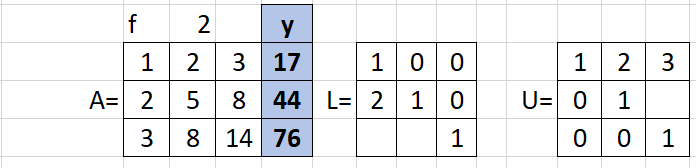 f 2 y
1 2 3 17 1 0 0 1 2 3
A= 2 5 8 44 L= 2 1 0 U= 0 1
3 8 14 76 1 0 0 1